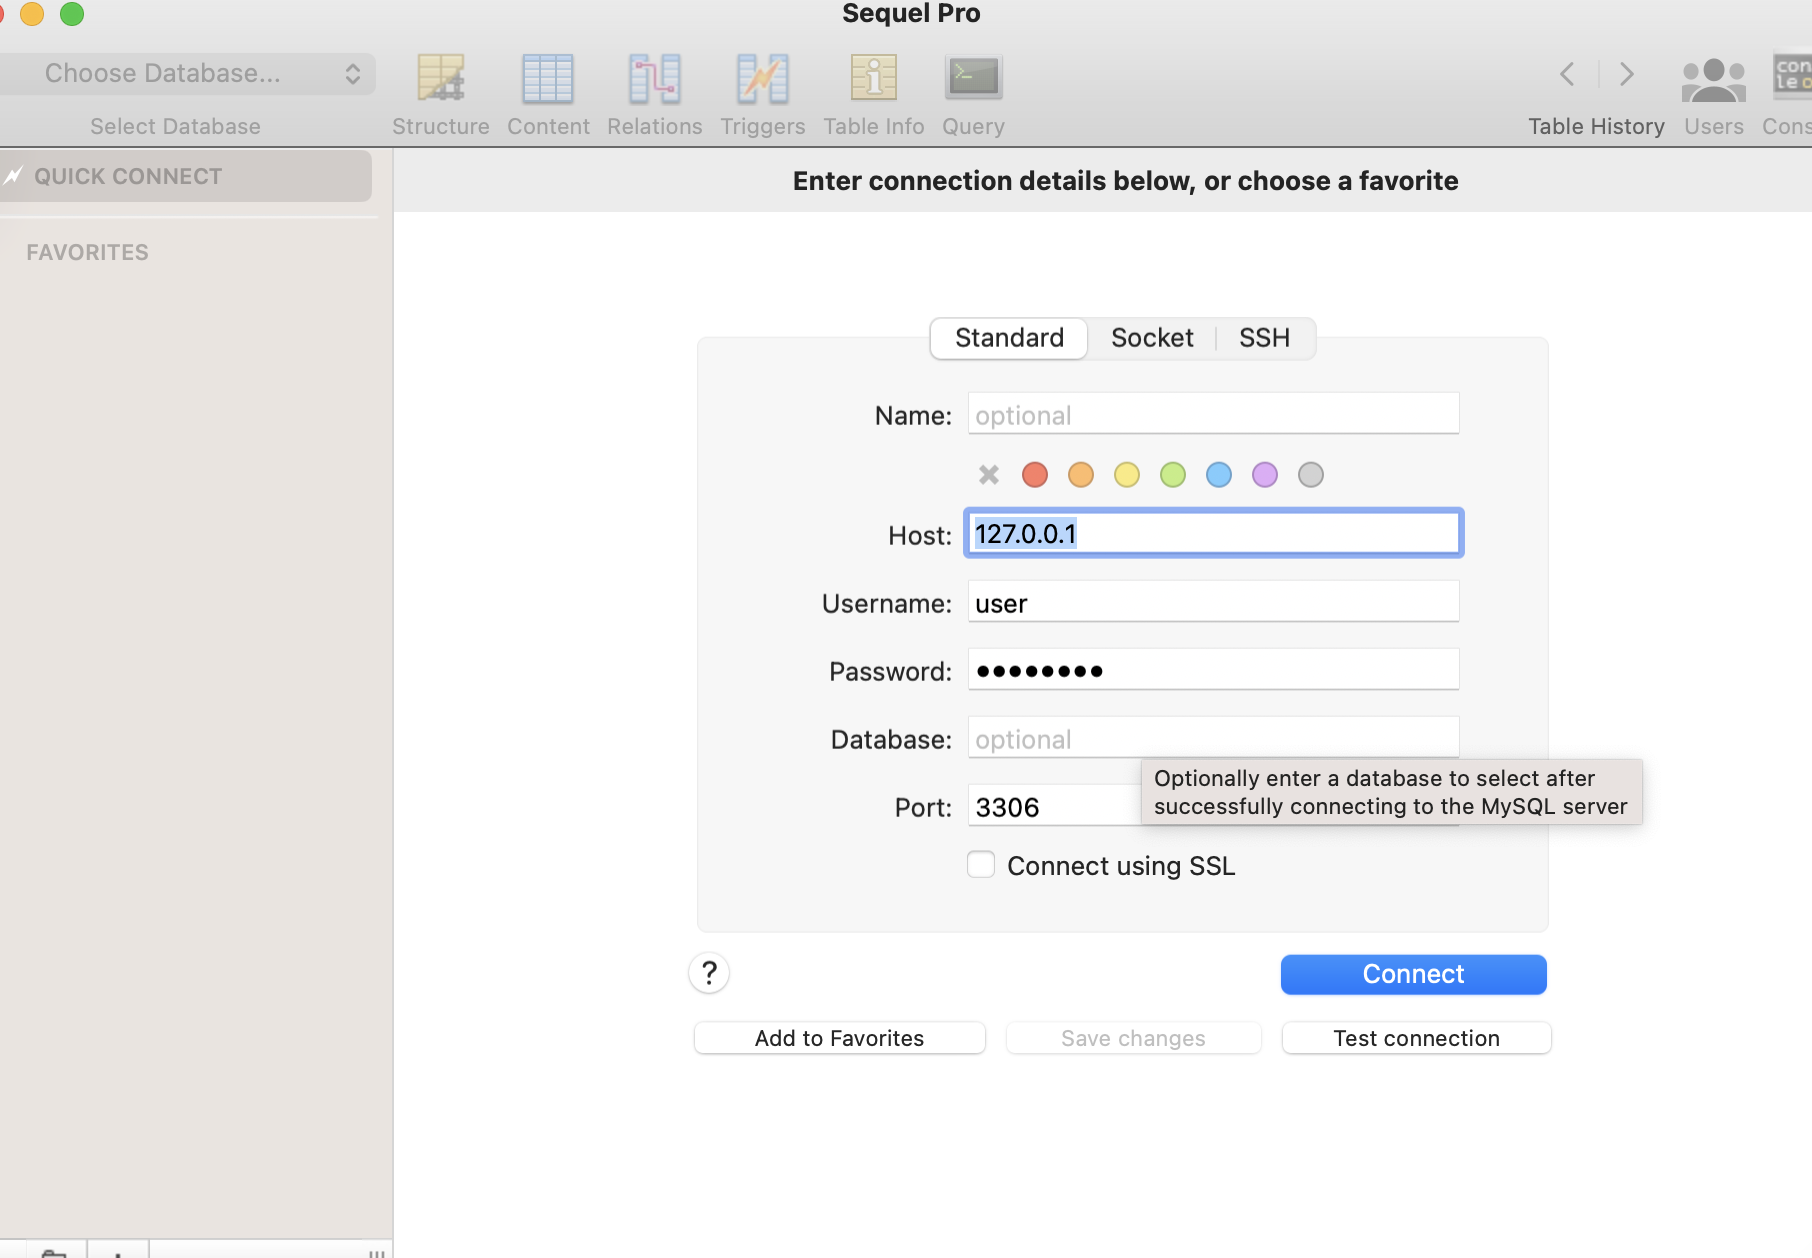 Sequel Pro
Choose Database...
Select Database
Structure
Content
Relations
Triggers
Table Info
Query
Table History
Users
QUICK CONNECT
FAVORITES
Enter connection details below, or choose a favorite
Standard
Socket
SSH
Name: optional
Host: 127.0.0.1
Username: user
Password: ••••••••
Database: optional
Optionally enter a database to select after
successfully connecting to the MySQL server
Port: 3306
Connect using SSL
?
Connect
Add to Favorites
Save changes
Test connection